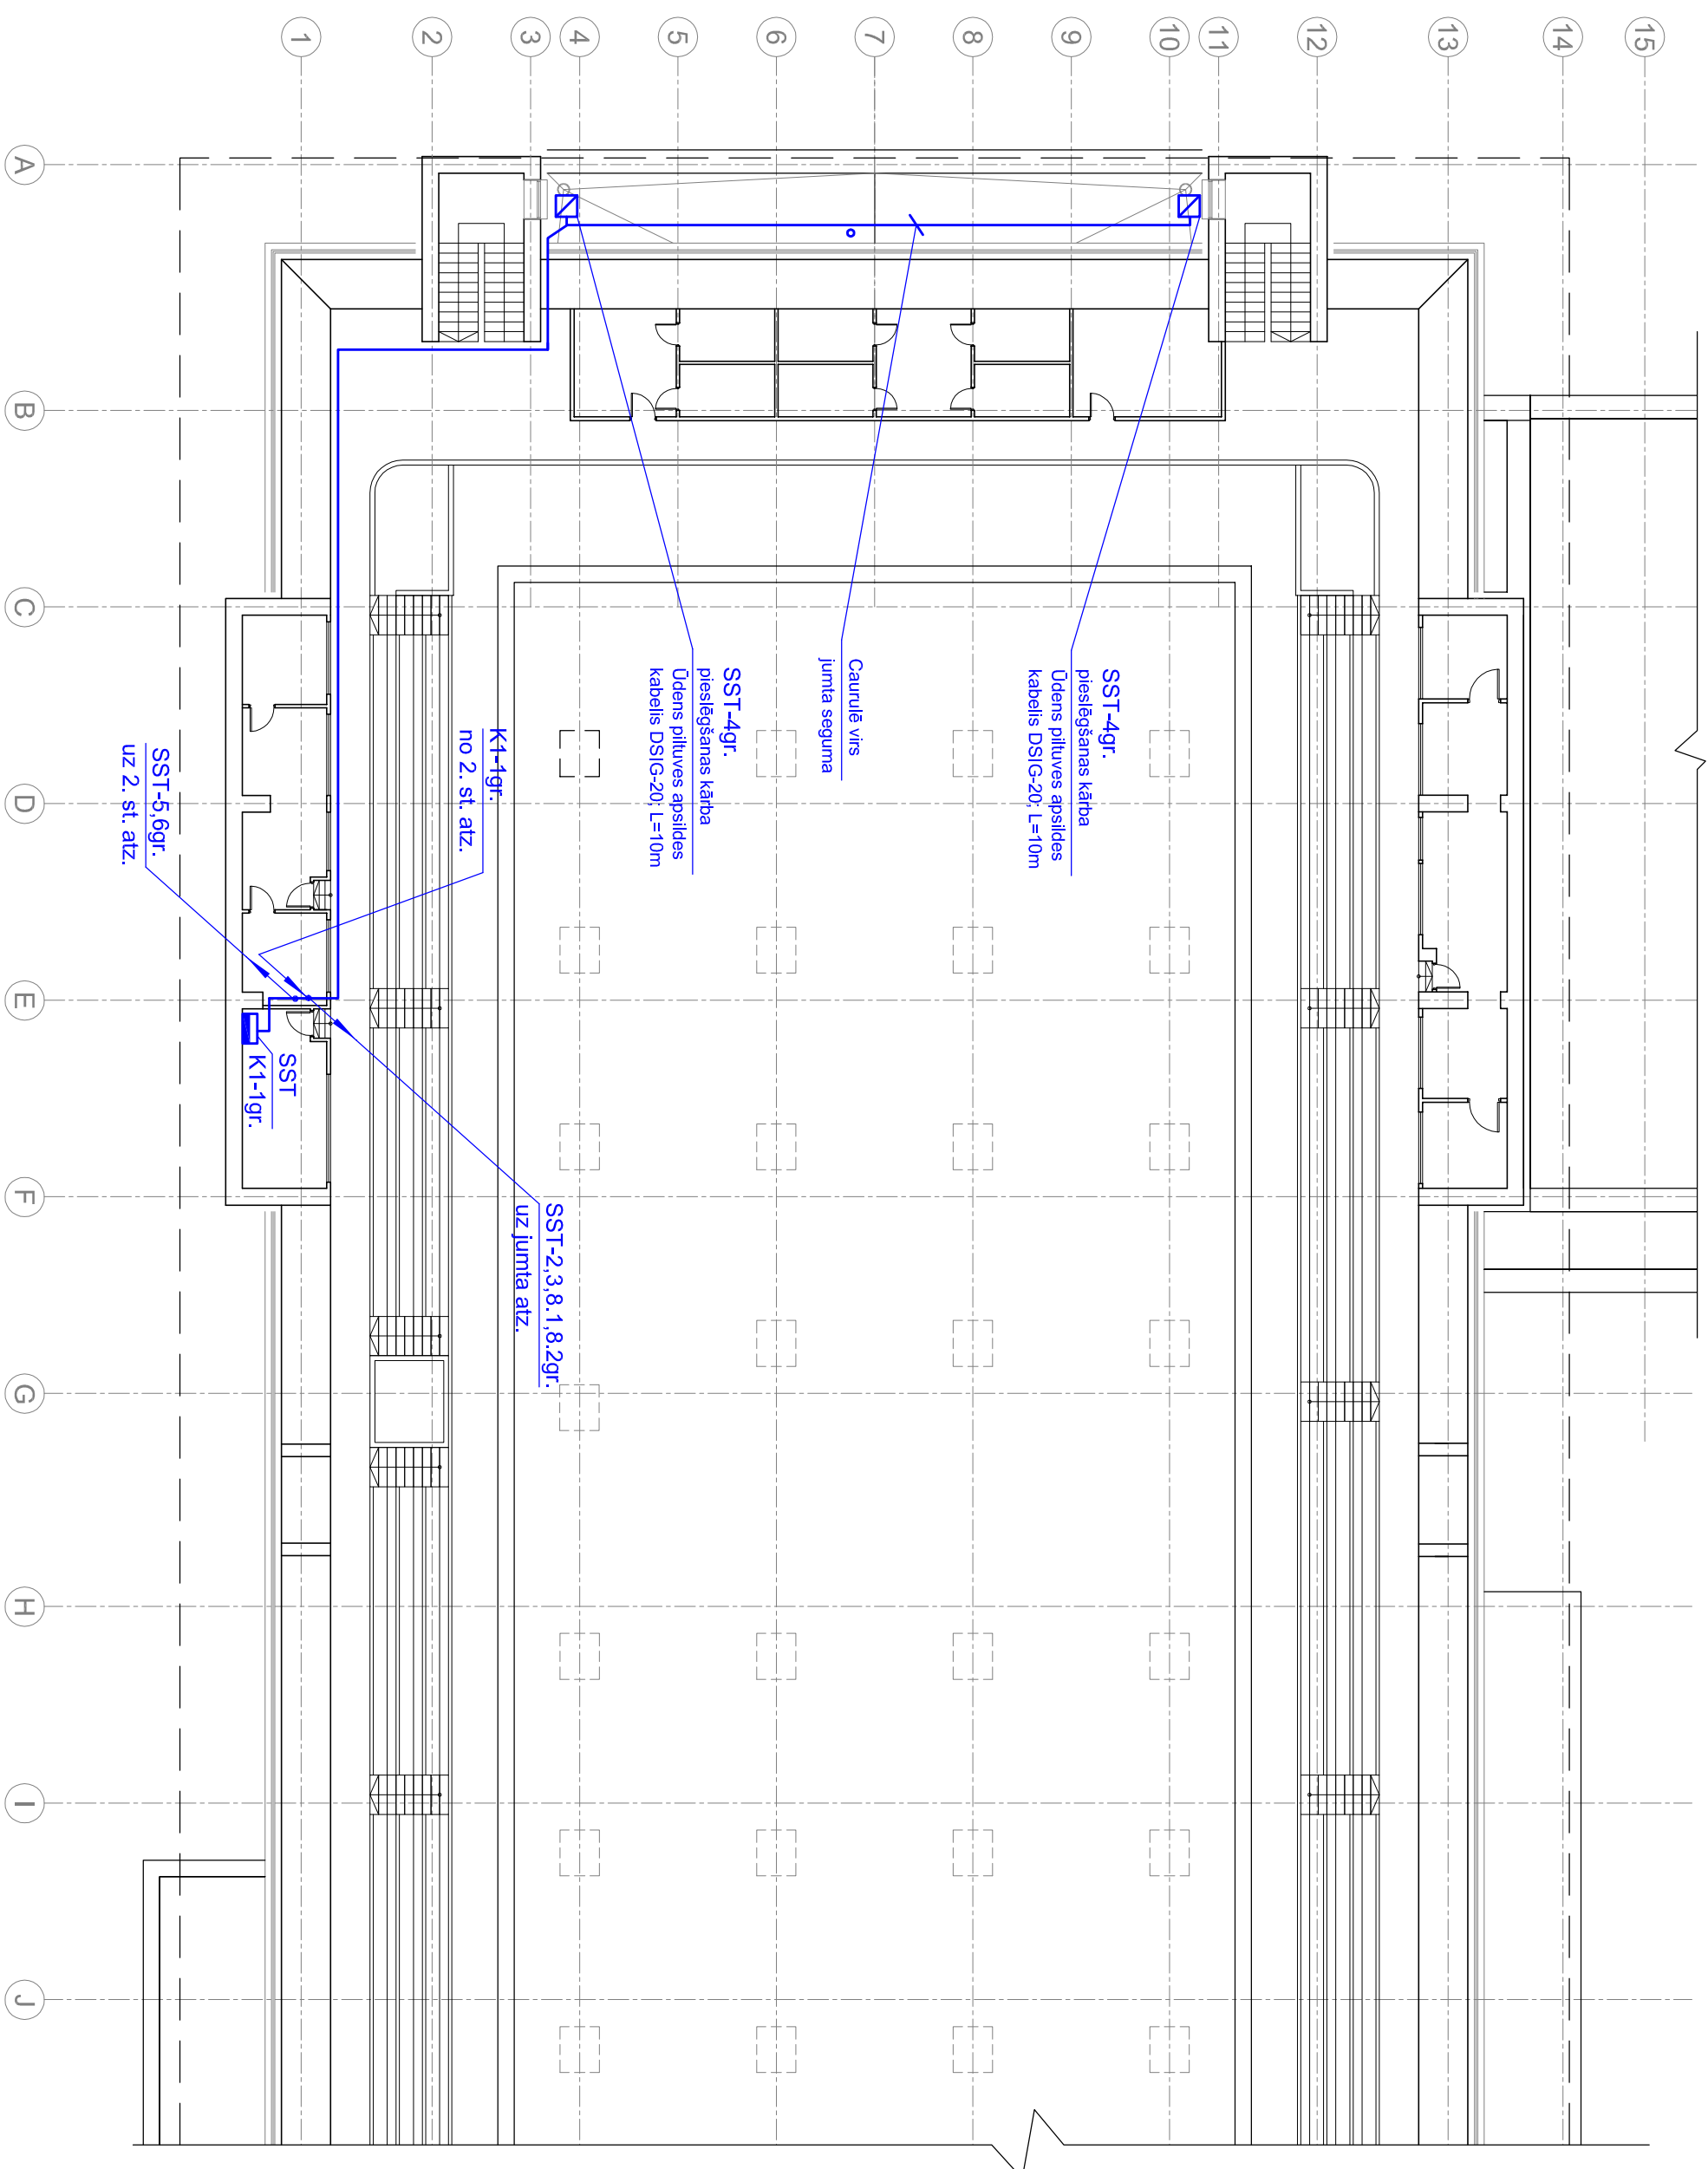 1
2
3
4
5
6
7
8
9
10
11
12
13
14
15
A
B
C
D
E
F
G
H
I
J
SST-4gr.
pieslēgšanas kārba
Ūdens piltuves apsildes
kabelis DSIG-20; L=10m
Caurulē virs
jumta seguma
SST-4gr.
pieslēgšanas kārba
Ūdens piltuves apsildes
kabelis DSIG-20; L=10m
K1-1gr.
no 2. st. atz.
SST-5,6gr.
uz 2. st. atz.
SST
K1-1gr.
SST-2,3,8.1,8.2gr.
uz jumta atz.